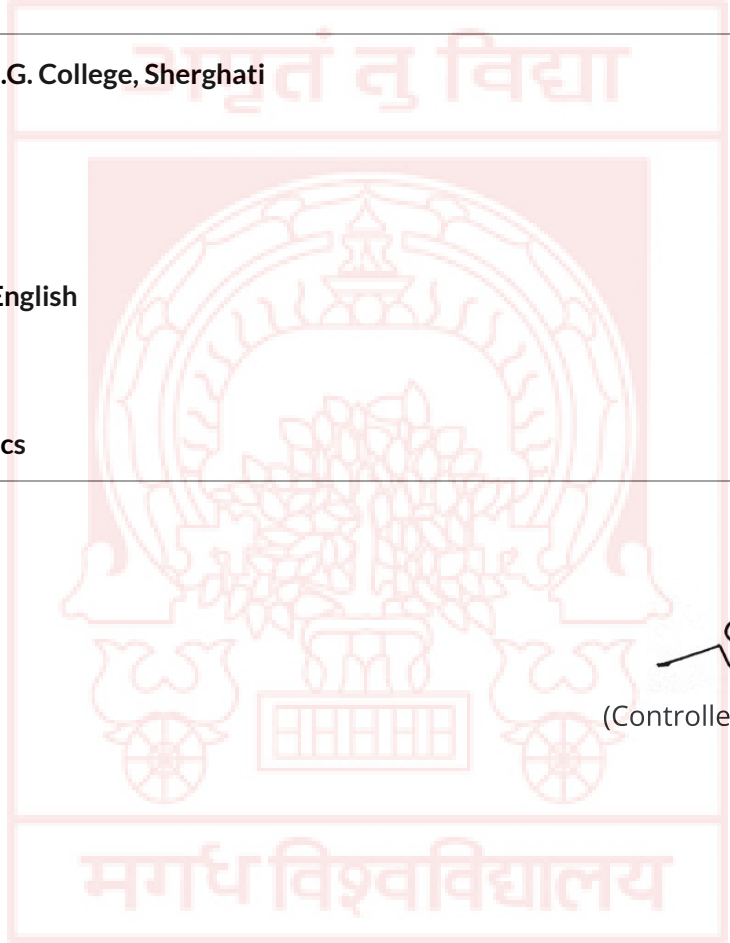 अमृतं तु विद्या
.G. College, Sherghati
English
cs
(Controlle
मगध विश्वविद्यालय